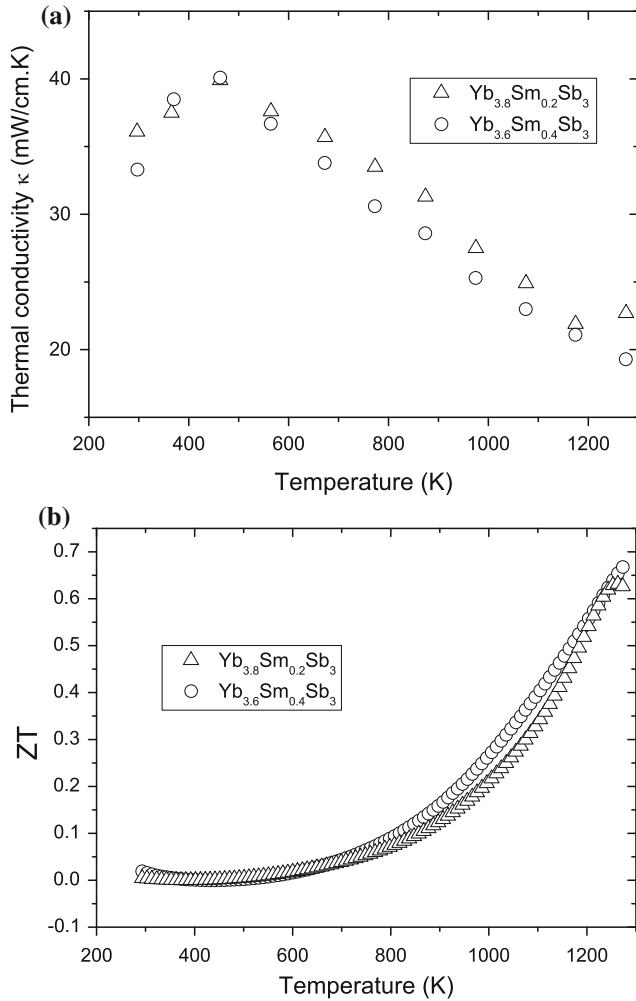 (a)
Thermal conductivity κ (mW/cm.K)
40
30
20
Yb3.8Sm0.2Sb3
Yb3.6Sm0.4Sb3
200 400 600 800 1000 1200
Temperature (K)
(b)
ZT
0.7
0.6
0.5
0.4
0.3
0.2
0.1
0.0
-0.1
Yb3.8Sm0.2Sb3
Yb3.6Sm0.4Sb3
200 400 600 800 1000 1200
Temperature (K)